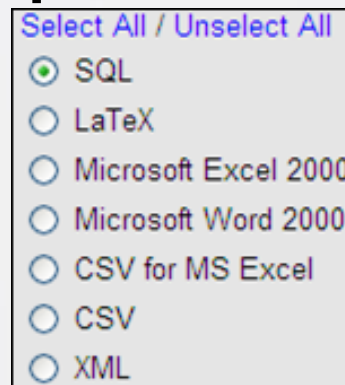 Select All / Unselect All
SQL
LaTeX
Microsoft Excel 2000
Microsoft Word 2000
CSV for MS Excel
CSV
XML